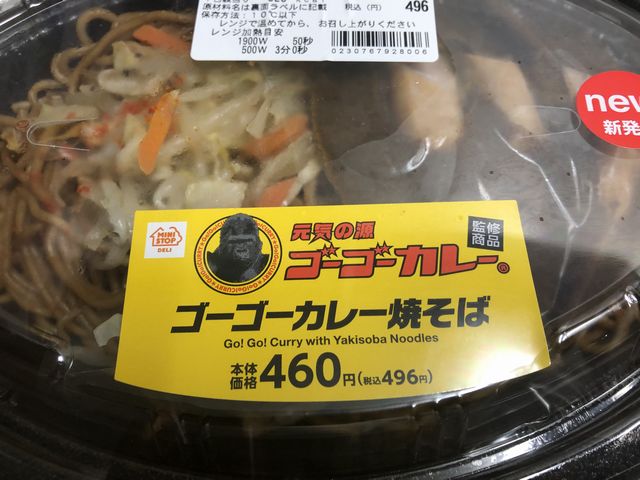 原材料名は裏面ラベルに記載 税込(円) 496
保存方法:10℃以下
レンジで温めてから、お召し上がりください
レンジ加熱目安
1900W 50秒
500W 3分0秒
0230767928006
new
新発
MINI STOP
DELI
元気の源
ゴーゴーカレー®
監修商品
ゴーゴーカレー焼そば
Go! Go! Curry with Yakisoba Noodles
本体価格 460円(税込496円)